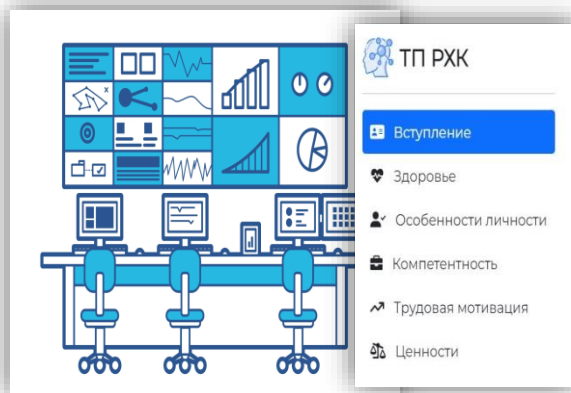 ТП РХК
Вступление
Здоровье
Особенности личности
Компетентность
Трудовая мотивация
Ценности